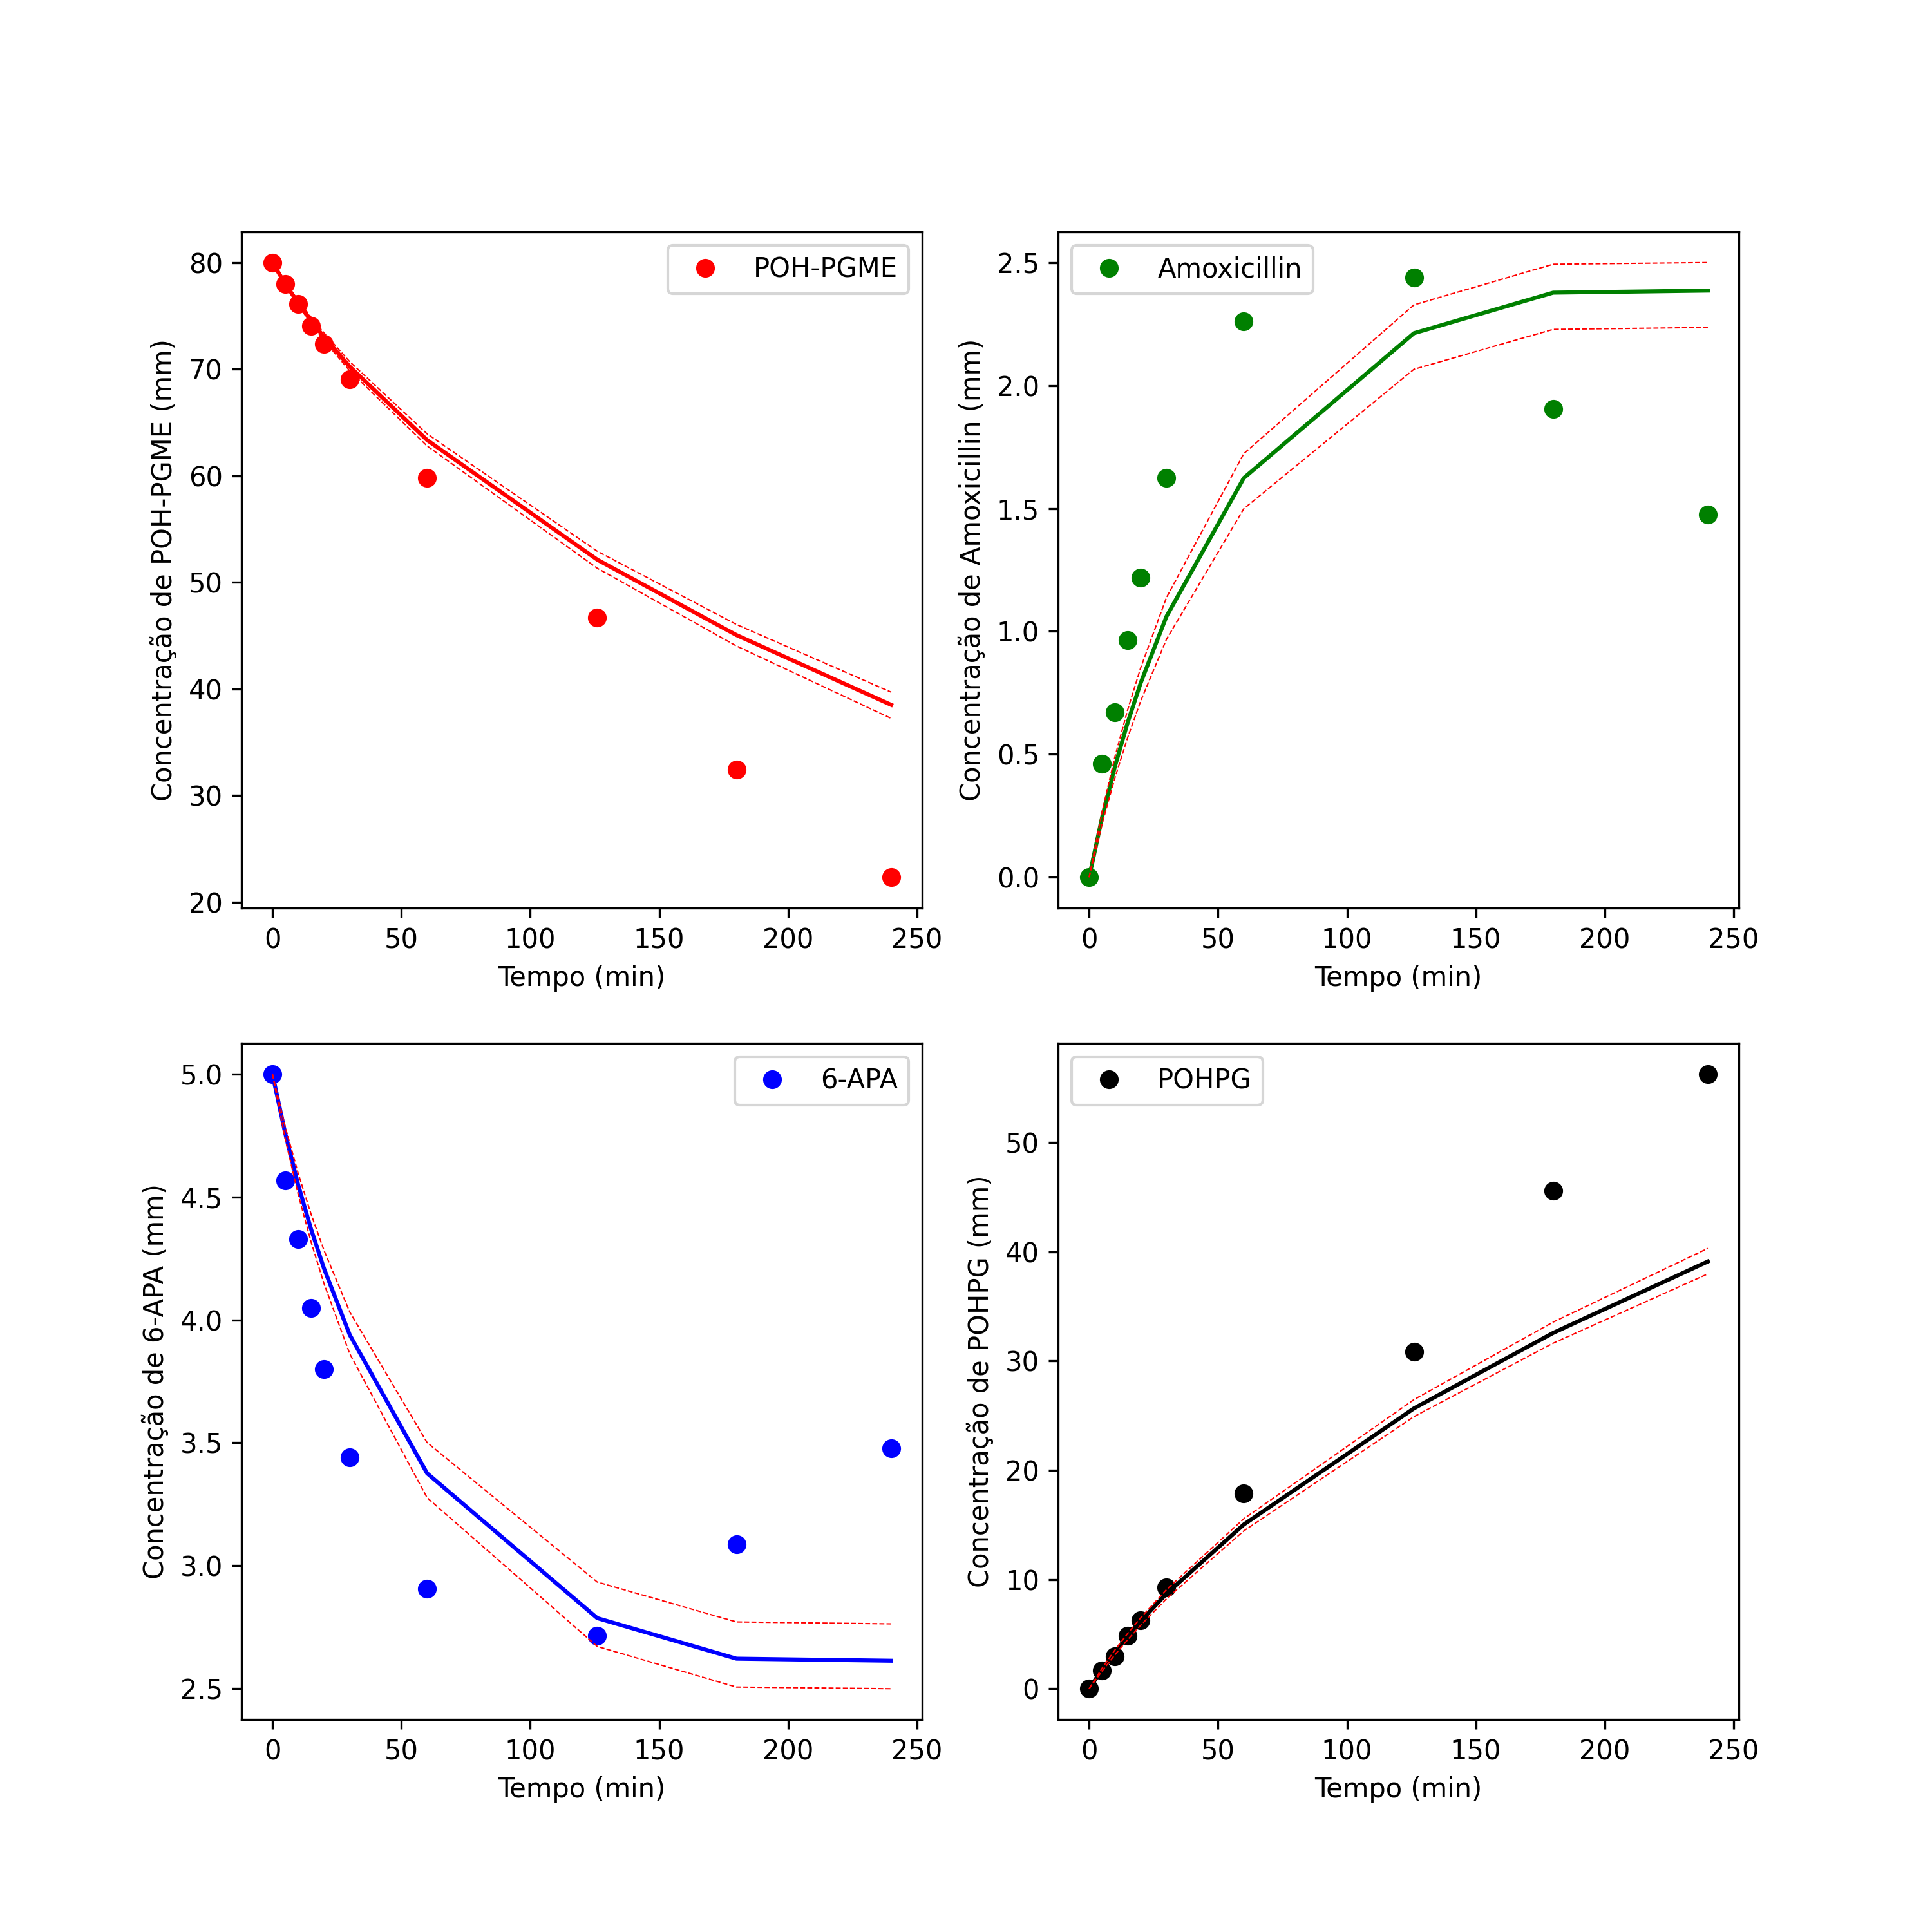 POH-PGME
Concentração de POH-PGME (mm)
80
70
60
50
40
30
20
0 50 100 150 200 250
Tempo (min)
Amoxicillin
Concentração de Amoxicillin (mm)
2.5
2.0
1.5
1.0
0.5
0.0
0 50 100 150 200 250
Tempo (min)
6-APA
Concentração de 6-APA (mm)
5.0
4.5
4.0
3.5
3.0
2.5
0 50 100 150 200 250
Tempo (min)
POHPG
Concentração de POHPG (mm)
50
40
30
20
10
0
0 50 100 150 200 250
Tempo (min)